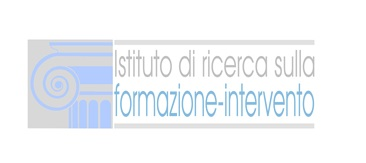 Istituto di ricerca sulla
formazione-intervento